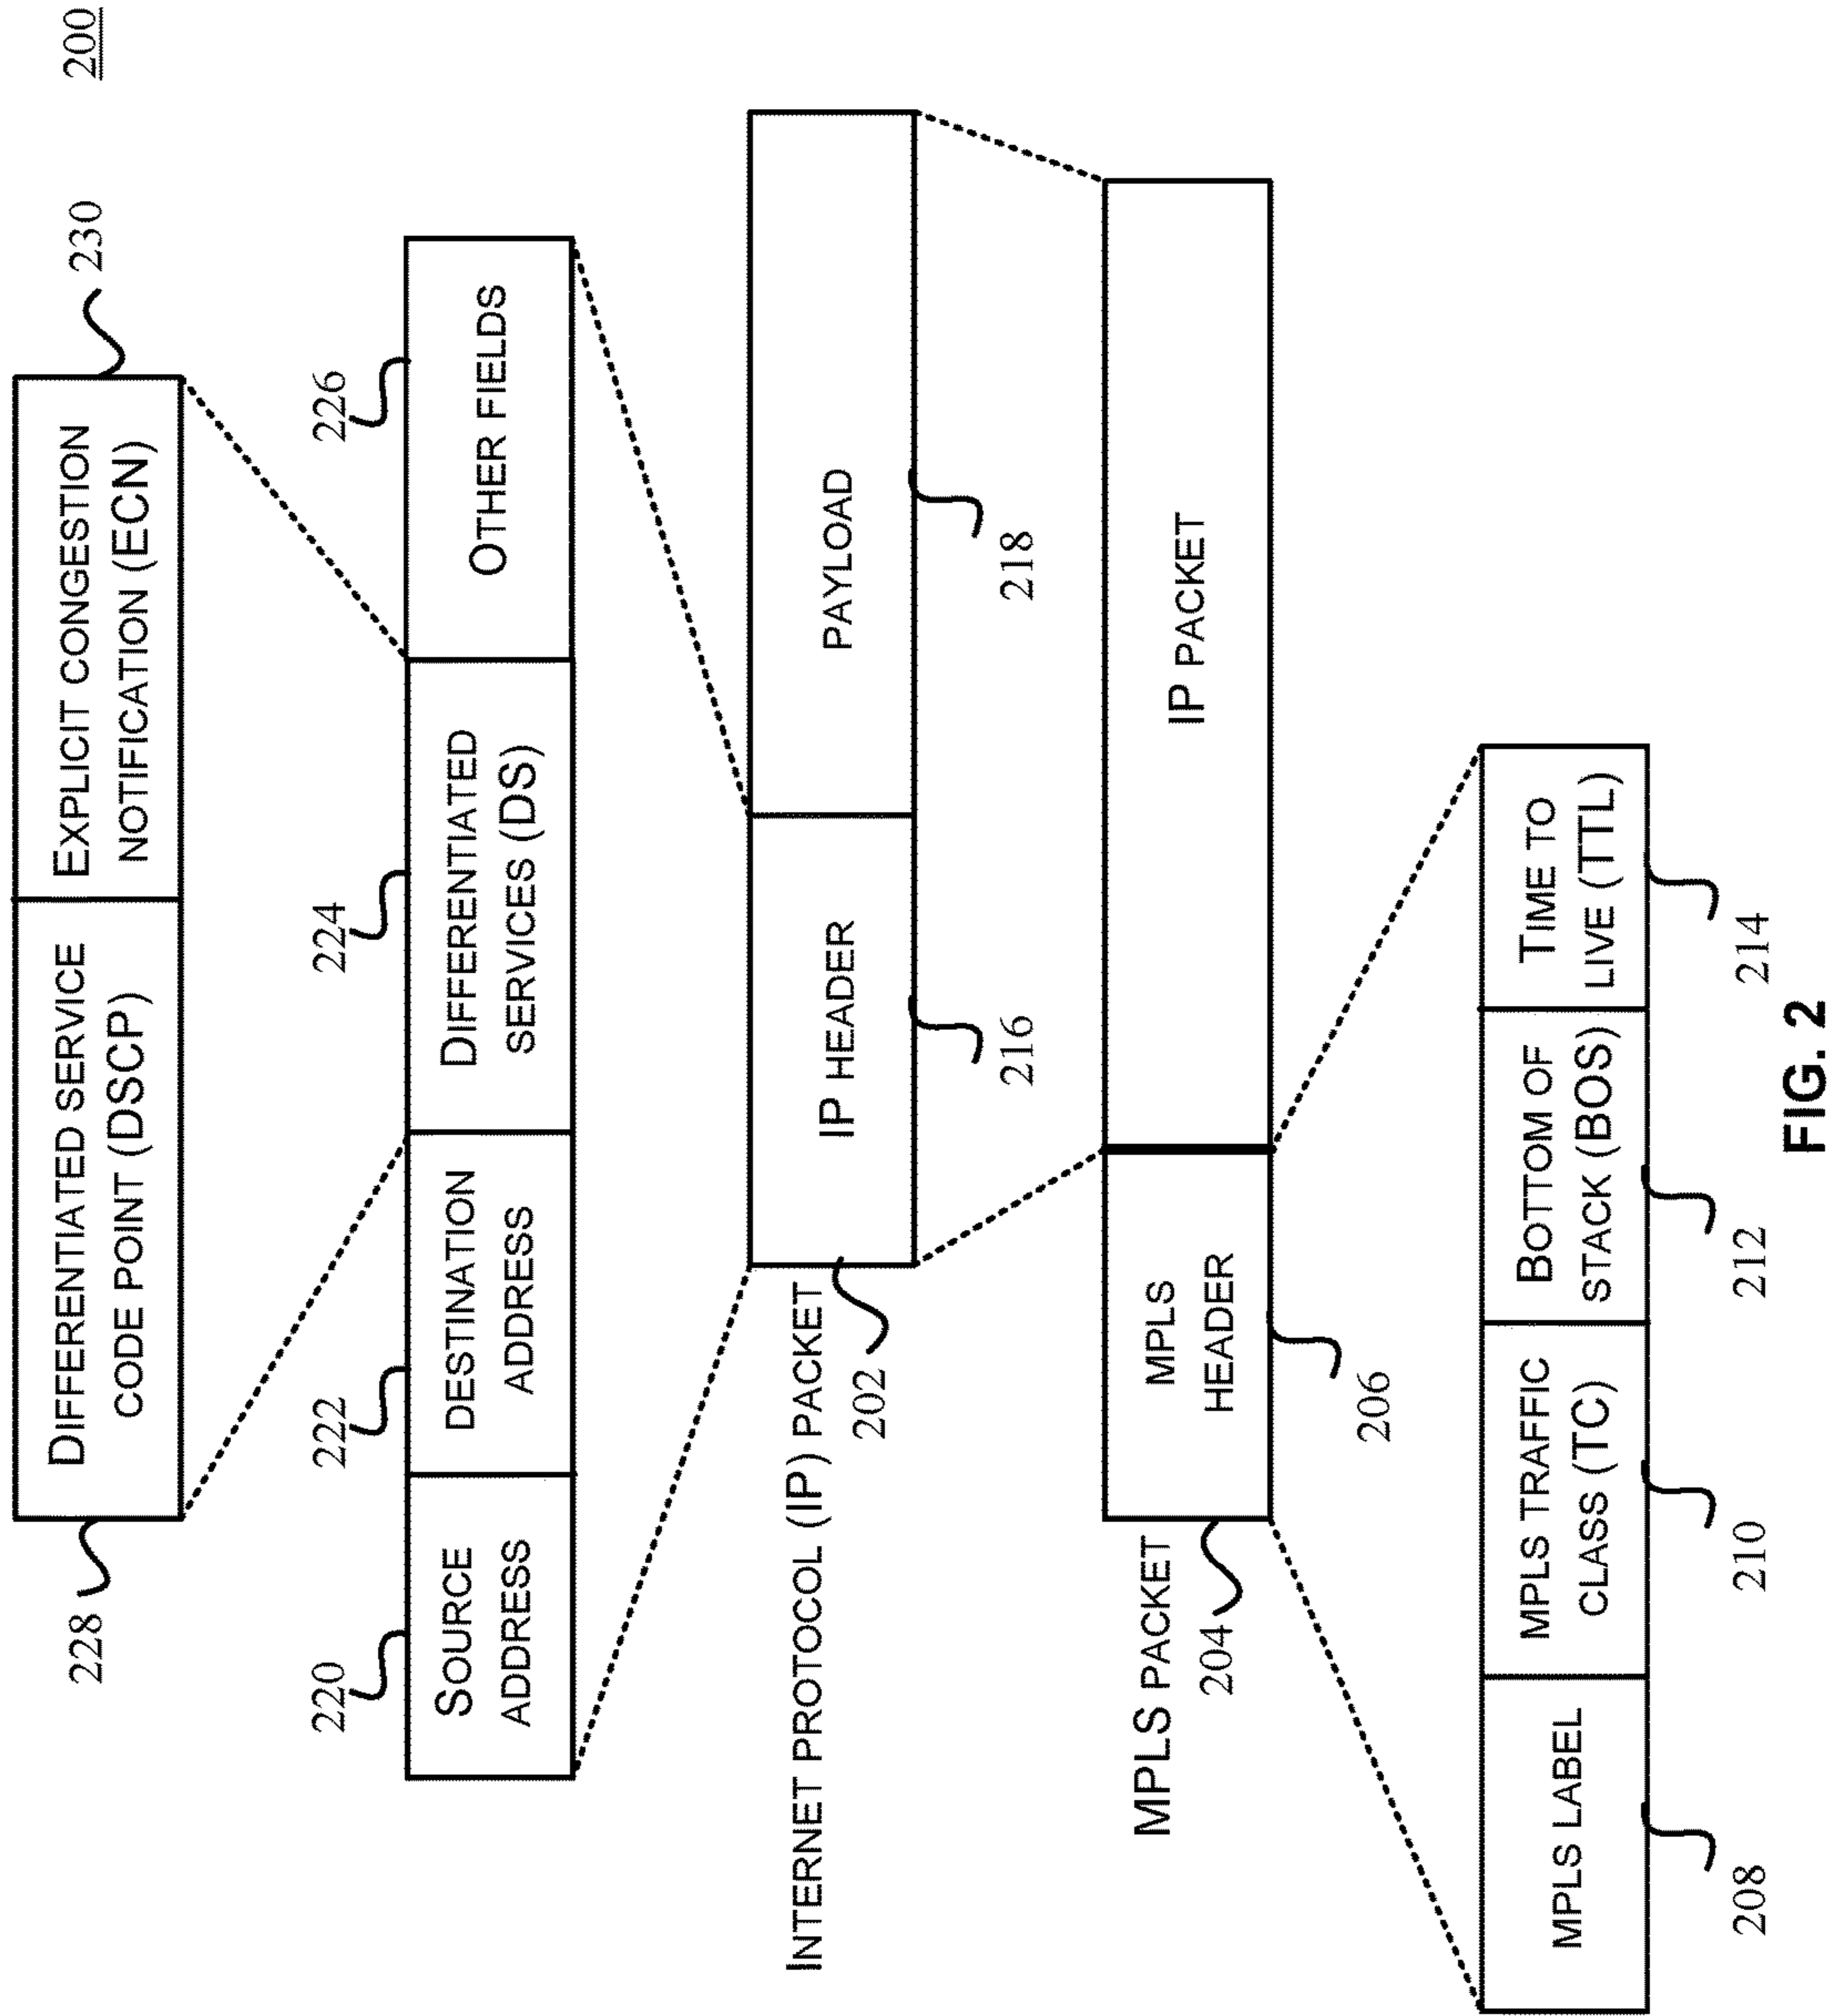 200
DIFFERENTIATED SERVICE
CODE POINT (DSCP)
EXPLICIT CONGESTION
NOTIFICATION (ECN)
228
230
220
222
224
226
SOURCE
ADDRESS
DESTINATION
ADDRESS
DIFFERENTIATED
SERVICES (DS)
OTHER FIELDS
INTERNET PROTOCOL (IP) PACKET
202
IP HEADER
PAYLOAD
216
218
MPLS PACKET
204
MPLS
HEADER
IP PACKET
206
MPLS LABEL
MPLS TRAFFIC
CLASS (TC)
BOTTOM OF
STACK (BOS)
TIME TO
LIVE (TTL)
208
210
212
214
FIG. 2